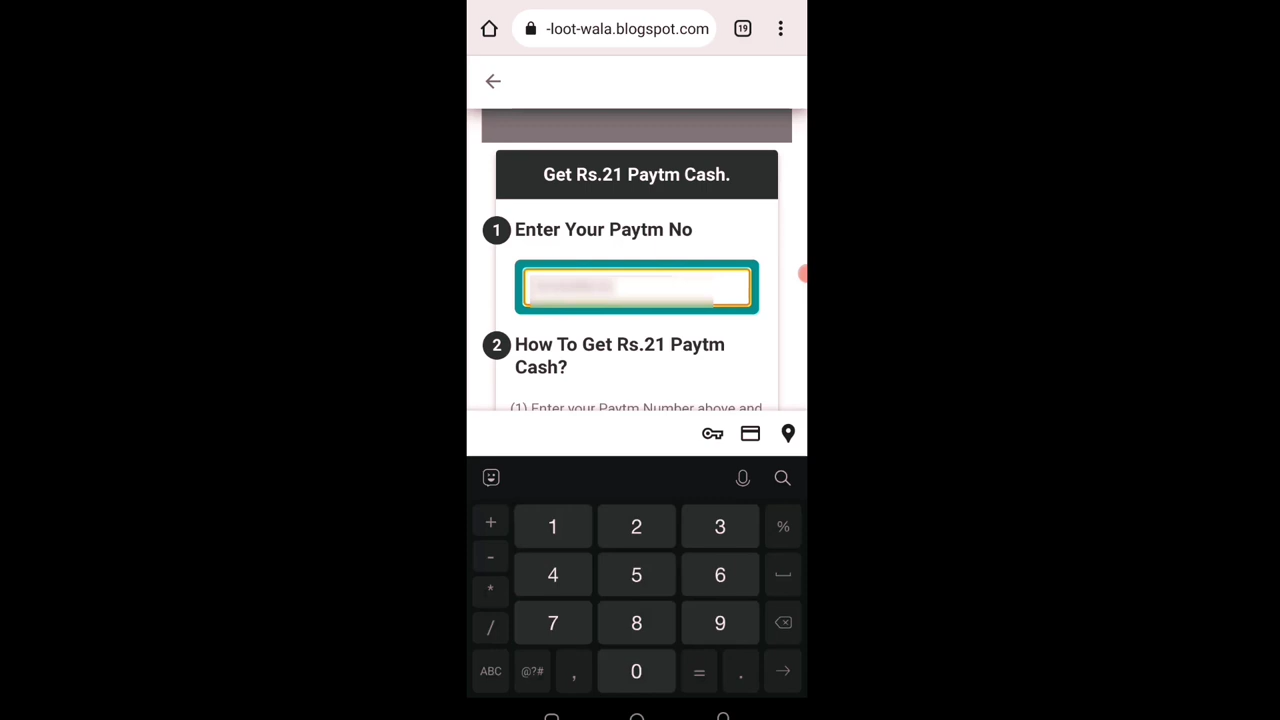 -loot-wala.blogspot.com
19
Get Rs.21 Paytm Cash.
1 Enter Your Paytm No
2 How To Get Rs.21 Paytm
Cash?
(1) Enter your Paytm Number above and
+ 1 2 3 %
- 4 5 6
*
/ 7 8 9
ABC @?# , 0 = .